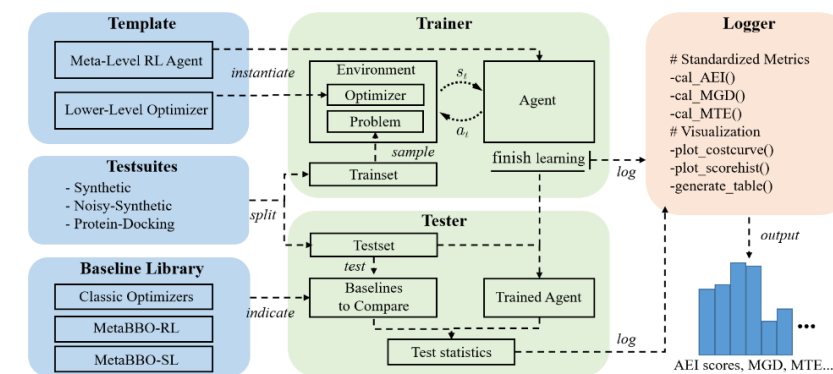 Template
Meta-Level RL Agent
Lower-Level Optimizer
instantiate
Testsuites
- Synthetic
- Noisy-Synthetic
- Protein-Docking
split
Baseline Library
Classic Optimizers
MetaBBO-RL
MetaBBO-SL
indicate
Trainer
Environment
Optimizer
Problem
sample
Trainset
s_t
a_t
Agent
finish learning
log
Tester
Testset
test
Baselines
to Compare
Trained Agent
Test statistics
log
Logger
# Standardized Metrics
-cal_AEI()
-cal_MGD()
-cal_MTE()
# Visualization
-plot_costcurve()
-plot_scorehist()
-generate_table()
output
...
AEI scores, MGD, MTE...